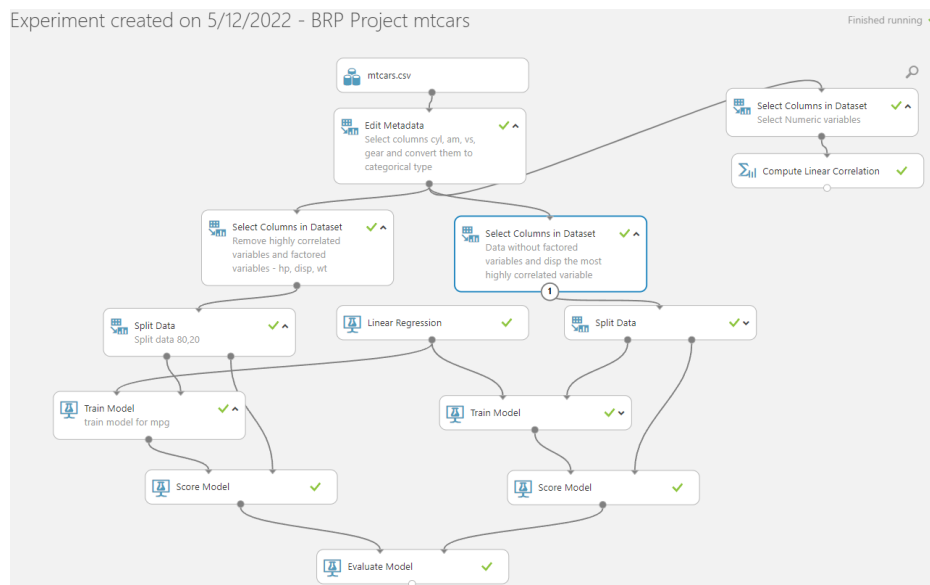 Experiment created on 5/12/2022 - BRP Project mtcars
Finished running
mtcars.csv
Edit Metadata
Select columns cyl, am, vs,
gear and convert them to
categorical type
Select Columns in Dataset
Select Numeric variables
Compute Linear Correlation
Select Columns in Dataset
Remove highly correlated
variables and factored
variables - hp, disp, wt
Select Columns in Dataset
Data without factored
variables and disp the most
highly correlated variable
1
Split Data
Split data 80,20
Linear Regression
Split Data
Train Model
train model for mpg
Train Model
Score Model
Score Model
Evaluate Model